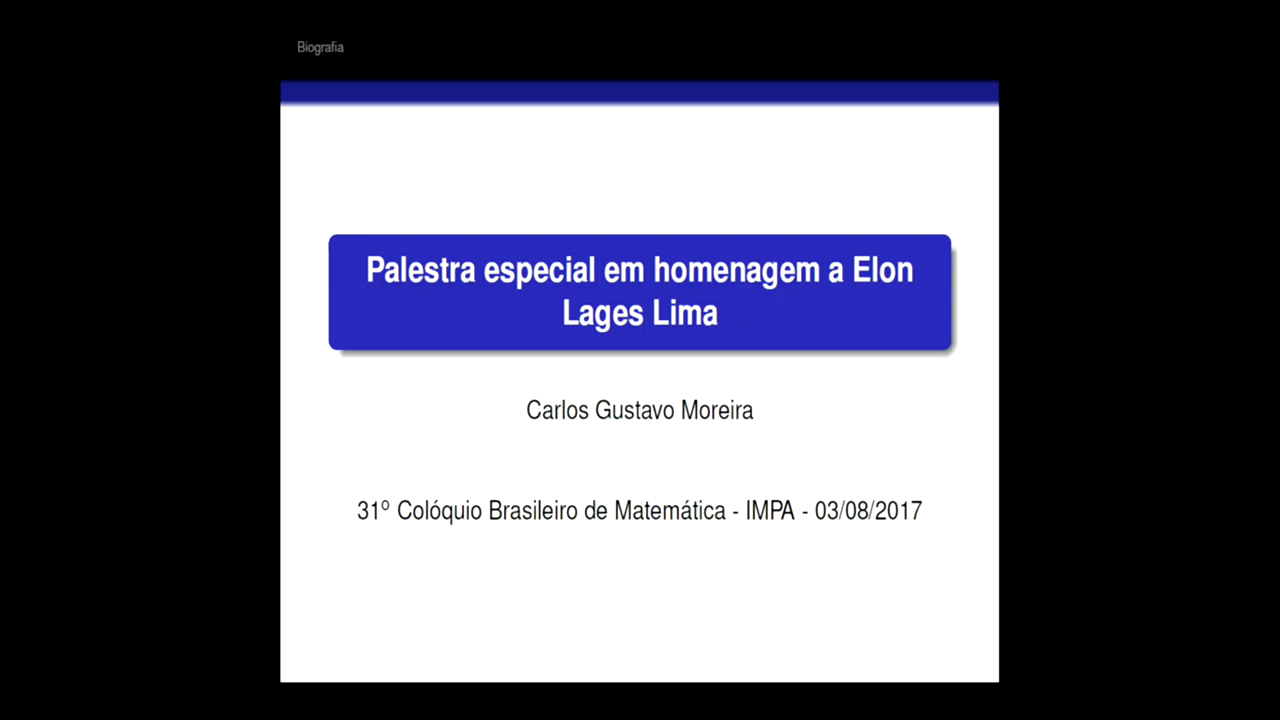 Biografia
Palestra especial em homenagem a Elon
Lages Lima
Carlos Gustavo Moreira
31º Colóquio Brasileiro de Matemática - IMPA - 03/08/2017